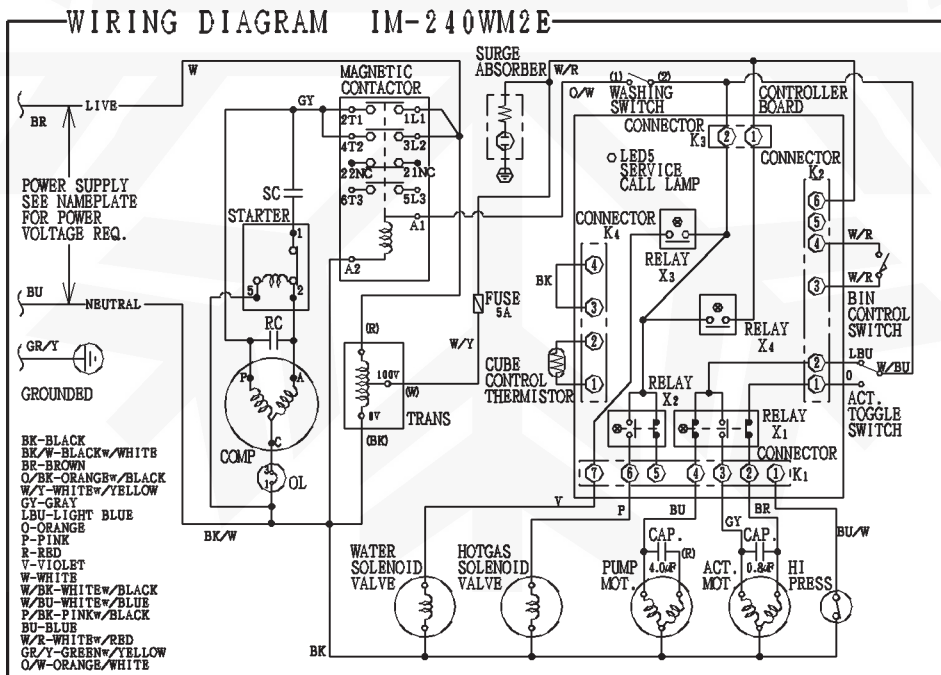 WIRING DIAGRAM IM-240WM2E
W
LIVE
BR
POWER SUPPLY
SEE NAMEPLATE
FOR POWER
VOLTAGE REQ.
BU
NEUTRAL
GR/Y
GROUNDED
BK-BLACK
BK/W-BLACKw/WHITE
BR-BROWN
O/BK-ORANGEw/BLACK
W/Y-WHITEw/YELLOW
GY-GRAY
LBU-LIGHT BLUE
O-ORANGE
P-PINK
R-RED
V-VIOLET
W-WHITE
W/BK-WHITEw/BLACK
W/BU-WHITEw/BLUE
P/BK-PINKw/BLACK
BU-BLUE
W/R-WHITEw/RED
GR/Y-GREENw/YELLOW
O/W-ORANGE/WHITE
GY
SC
STARTER
1
5
2
RC
P
A
C
COMP
3
1
OL
BK/W
MAGNETIC
CONTACTOR
2T1
1L1
4T2
3L2
22NC
21NC
6T3
5L3
A1
A2
(R)
100V
(W)
0V
TRANS
(BK)
SURGE
ABSORBER
W/R
O/W
FUSE
5A
W/Y
(1)
(2)
WASHING
SWITCH
CONTROLLER
BOARD
CONNECTOR
K3
2
1
LED5
SERVICE
CALL LAMP
CONNECTOR
K2
6
5
4
3
2
1
W/R
W/R
BIN
CONTROL
SWITCH
LBU
W/BU
O
ACT.
TOGGLE
SWITCH
CONNECTOR
K4
4
3
2
1
BK
CUBE
CONTROL
THERMISTOR
RELAY
X3
RELAY
X4
RELAY
X2
RELAY
X1
CONNECTOR
K1
7
6
5
4
3
2
1
V
P
BU
GY
BR
BU/W
WATER
SOLENOID
VALVE
HOTGAS
SOLENOID
VALVE
PUMP
MOT.
CAP.
4.0uF
(R)
ACT.
MOT.
CAP.
0.8uF
HI
PRESS
BK